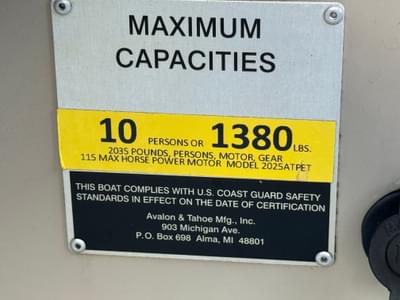 MAXIMUM
CAPACITIES
10 PERSONS OR 1380 LBS.
2035 POUNDS, PERSONS, MOTOR, GEAR
115 MAX HORSE POWER MOTOR MODEL 2025ATPET
THIS BOAT COMPLIES WITH U.S. COAST GUARD SAFETY
STANDARDS IN EFFECT ON THE DATE OF CERTIFICATION
Avalon & Tahoe Mfg., Inc.
903 Michigan Ave.
P.O. Box 698 Alma, MI 48801